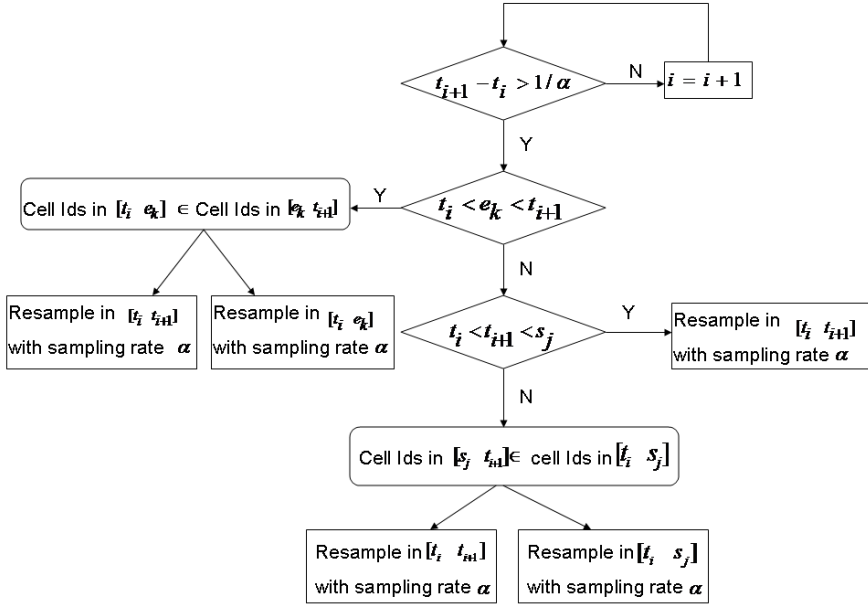 t_{i+1} − t_i > 1/α
N
i = i + 1
Y
t_i < e_k < t_{i+1}
Y
Cell Ids in [t_i e_k] ∈ Cell Ids in [e_k t_{i+1}]
N
Resample in [t_i t_{i+1}]
with sampling rate α
Resample in [t_i e_k]
with sampling rate α
t_i < t_{i+1} < s_j
Y
Resample in [t_i t_{i+1}]
with sampling rate α
N
Cell Ids in [s_j t_{i+1}] ∈ cell Ids in [t_i s_j]
Resample in [t_i t_{i+1}]
with sampling rate α
Resample in [t_i s_j]
with sampling rate α